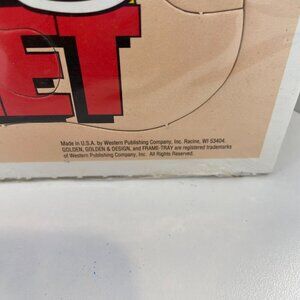 ET
Made in U.S.A. by Western Publishing Company, Inc. Racine, WI 53404.
GOLDEN, GOLDEN & DESIGN, and FRAME-TRAY are registered trademarks
of Western Publishing Company, Inc. All Rights Reserved.